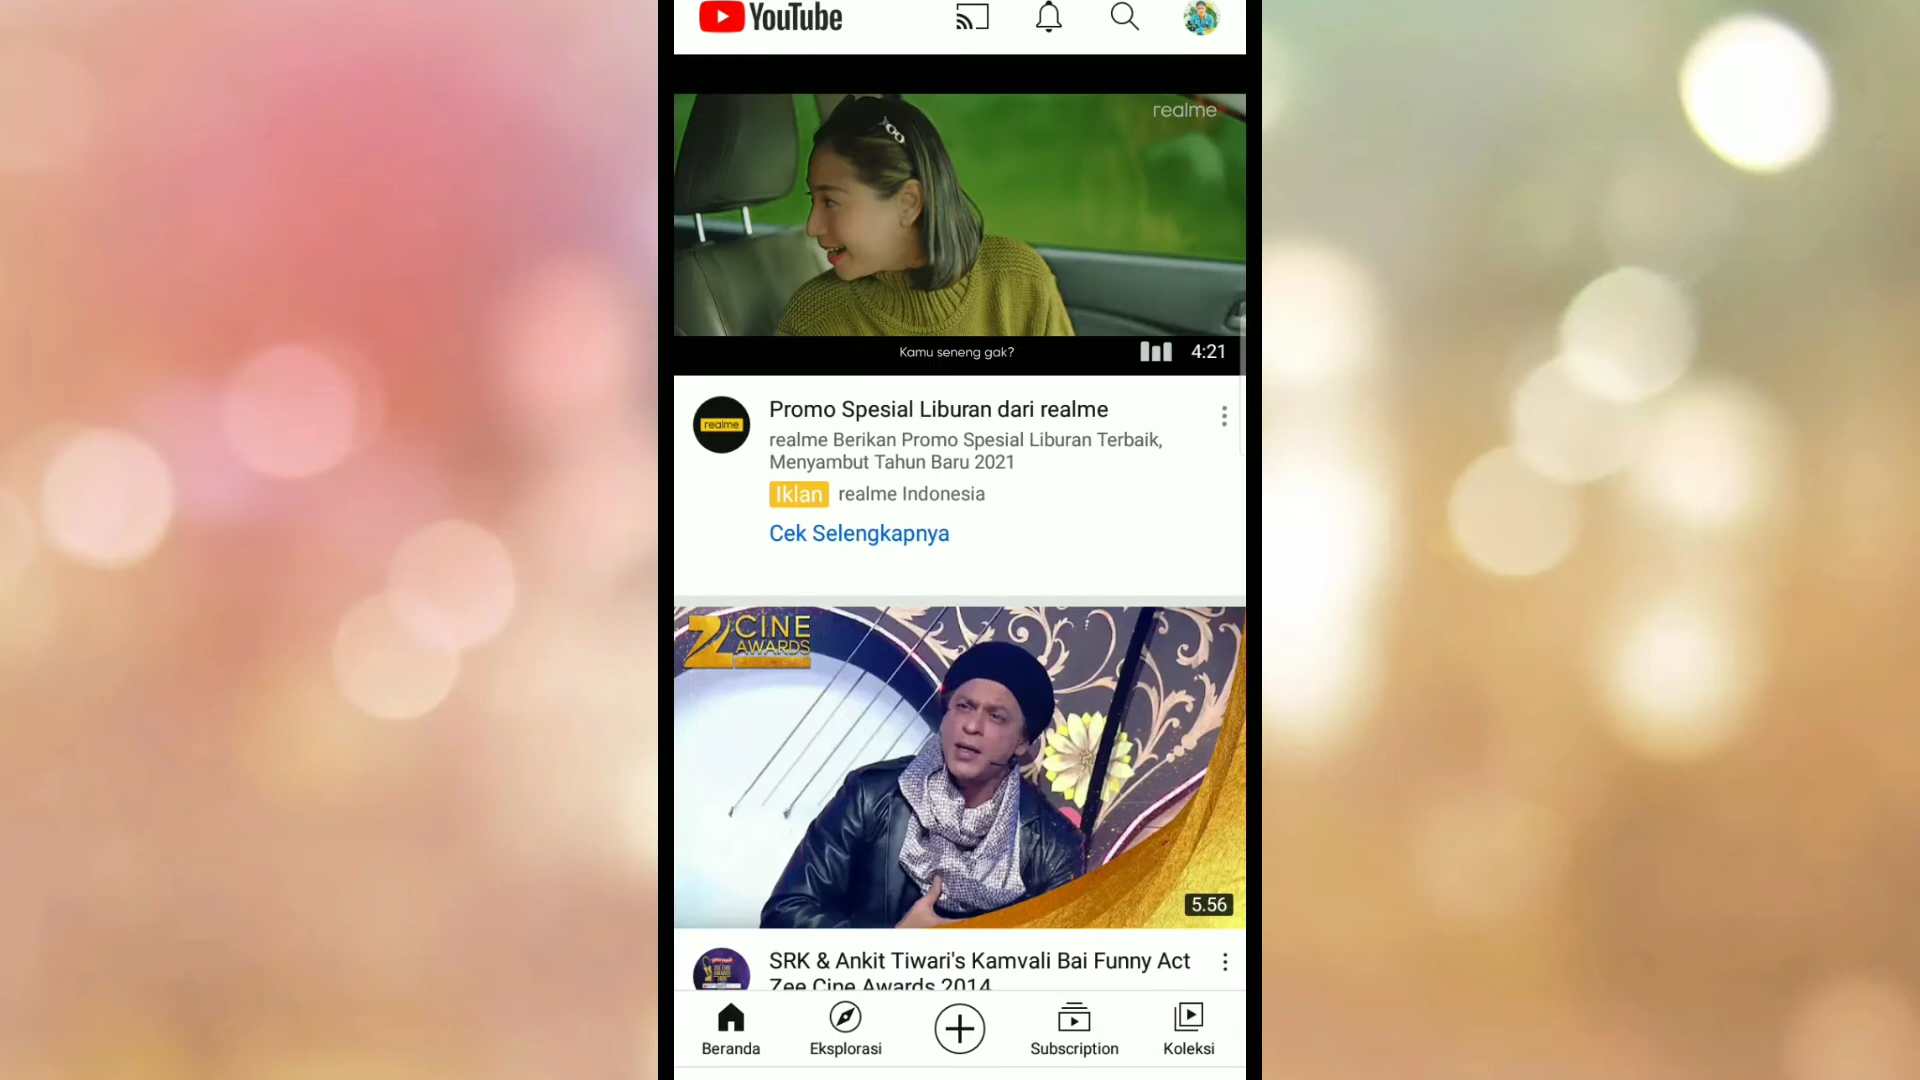 YouTube
realme
Kamu seneng gak?
4:21
realme
Promo Spesial Liburan dari realme
realme Berikan Promo Spesial Liburan Terbaik,
Menyambut Tahun Baru 2021
Iklan realme Indonesia
Cek Selengkapnya
Z CINE
AWARDS
5.56
SRK & Ankit Tiwari's Kamvali Bai Funny Act
Zee Cine Awards 2014
Beranda
Eksplorasi
Subscription
Koleksi